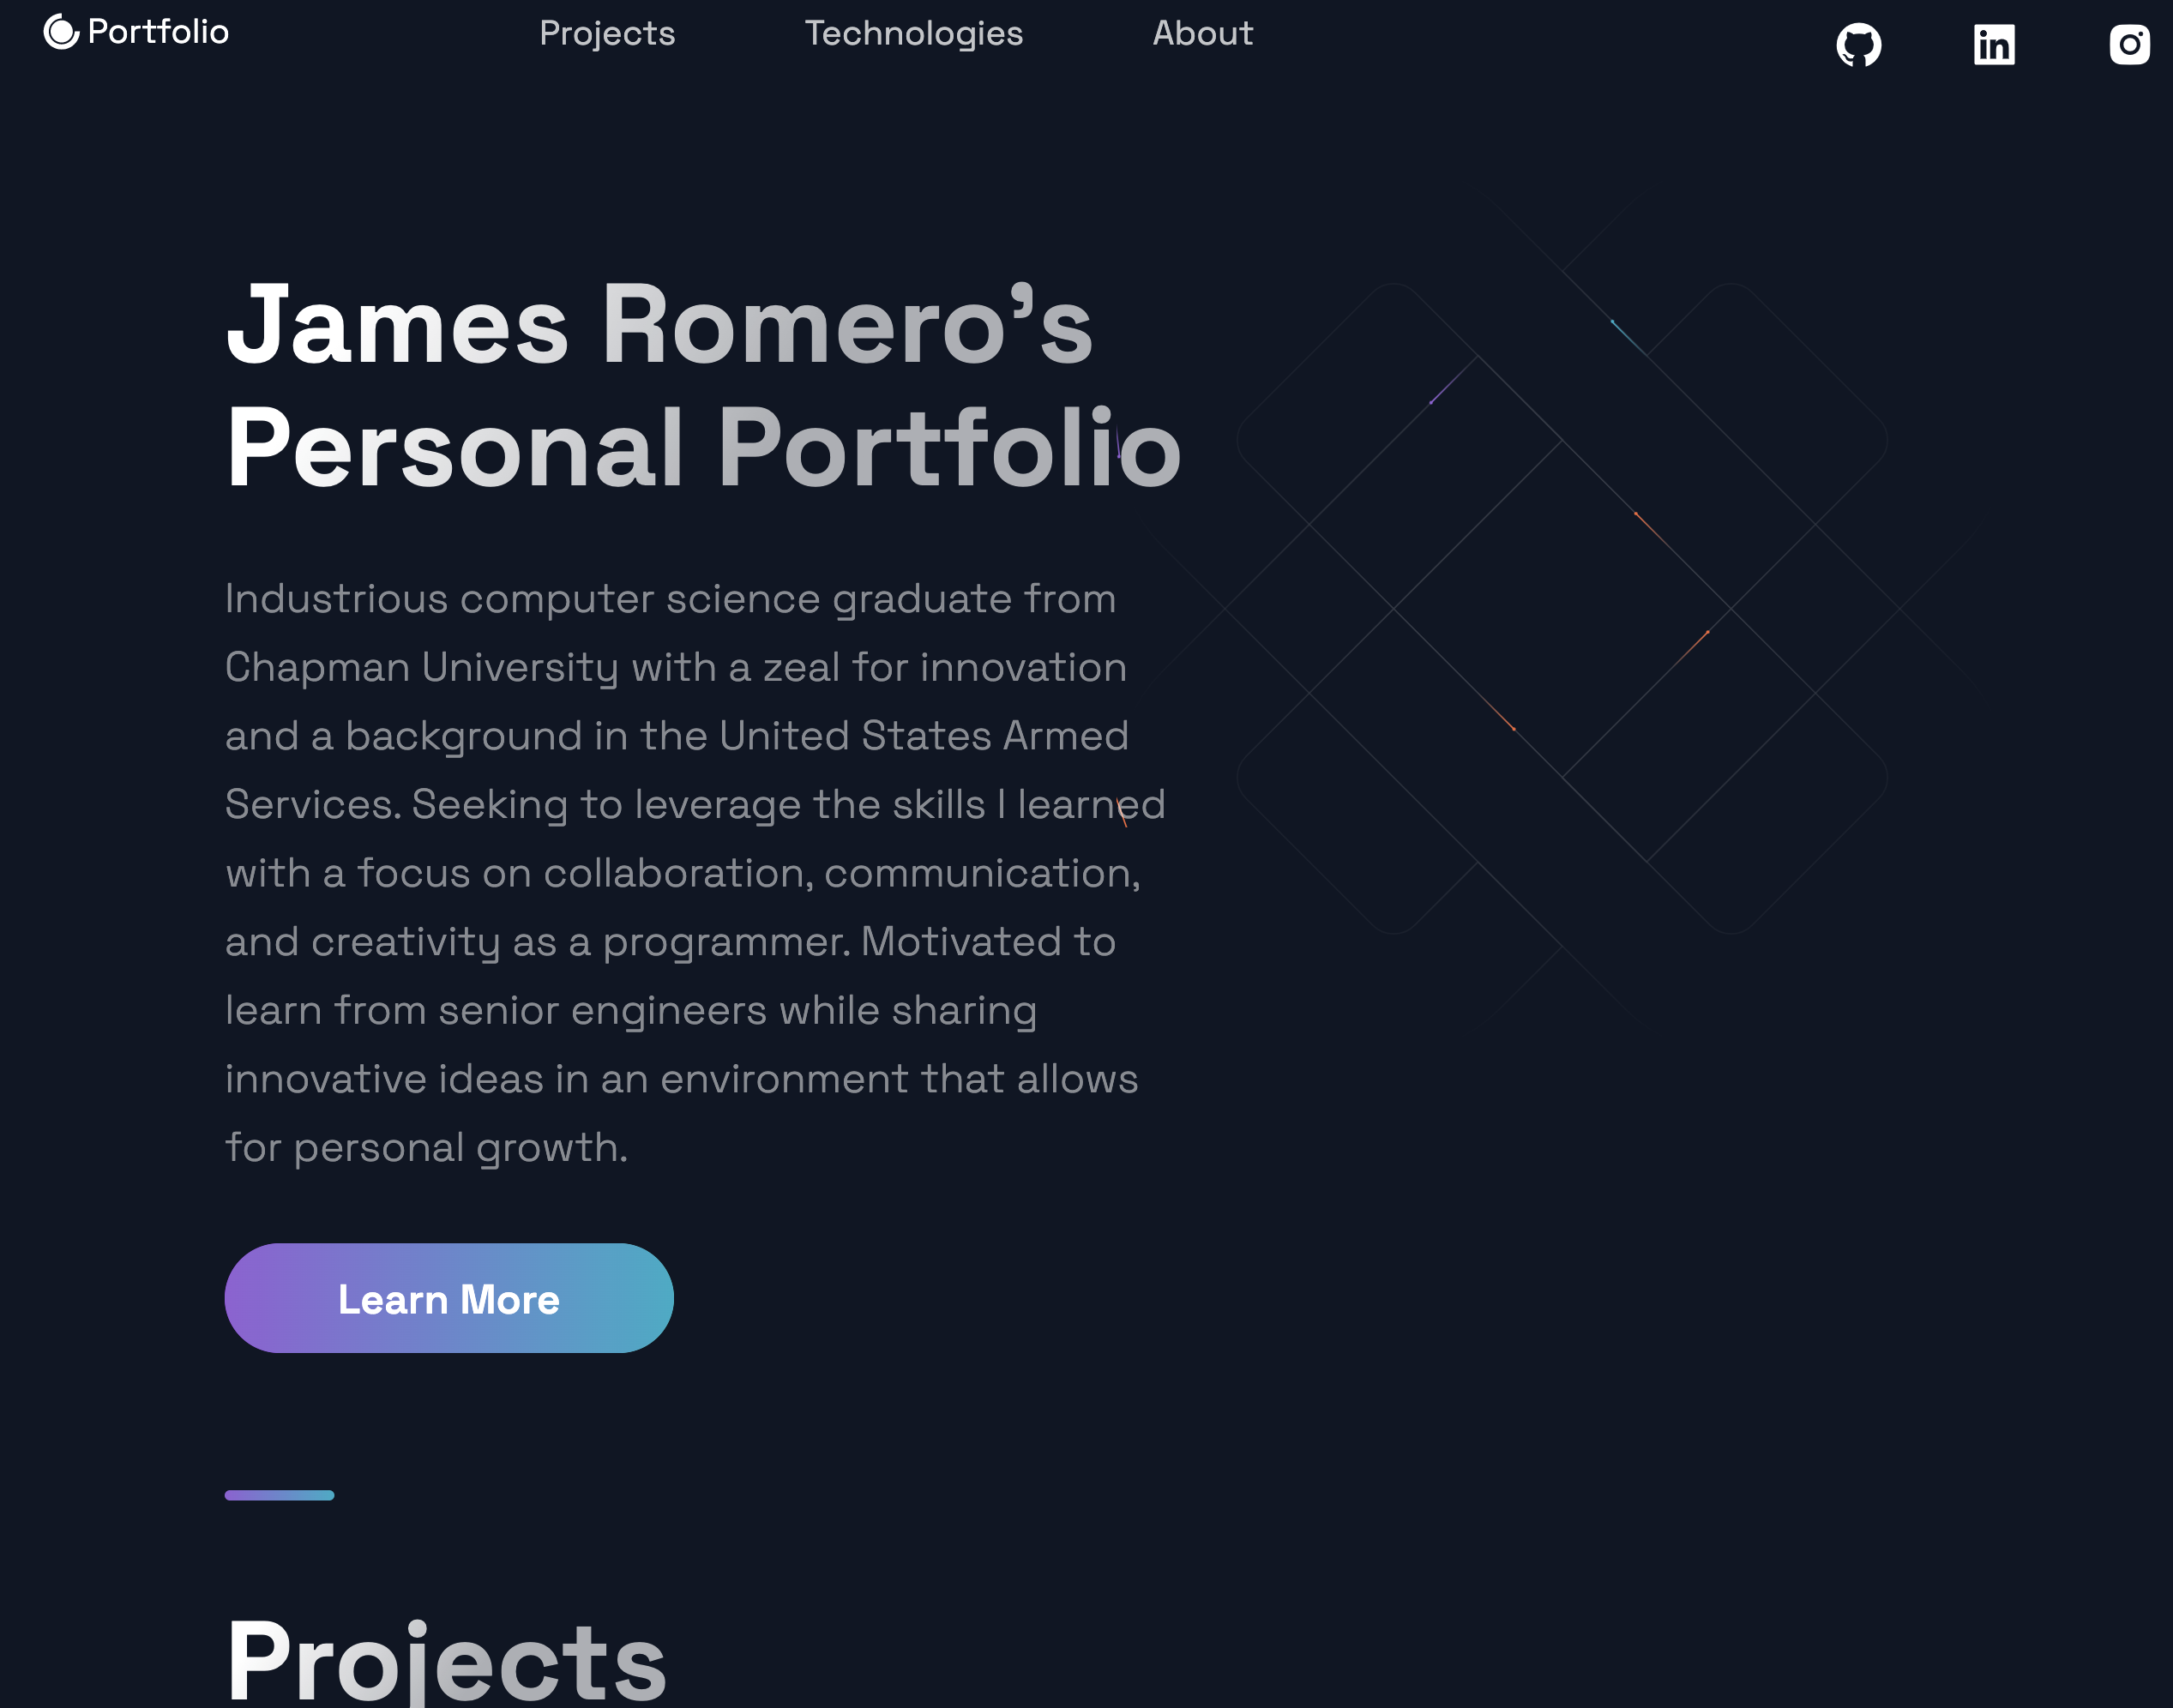 Portfolio
Projects
Technologies
About
James Romero’s
Personal Portfolio
Industrious computer science graduate from
Chapman University with a zeal for innovation
and a background in the United States Armed
Services. Seeking to leverage the skills I learned
with a focus on collaboration, communication,
and creativity as a programmer. Motivated to
learn from senior engineers while sharing
innovative ideas in an environment that allows
for personal growth.
Learn More
Projects